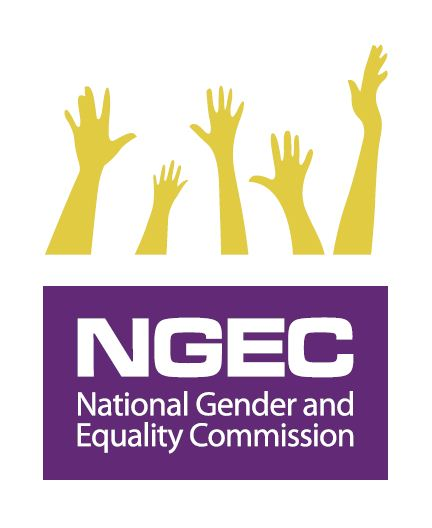 NGEC
National Gender and
Equality Commission